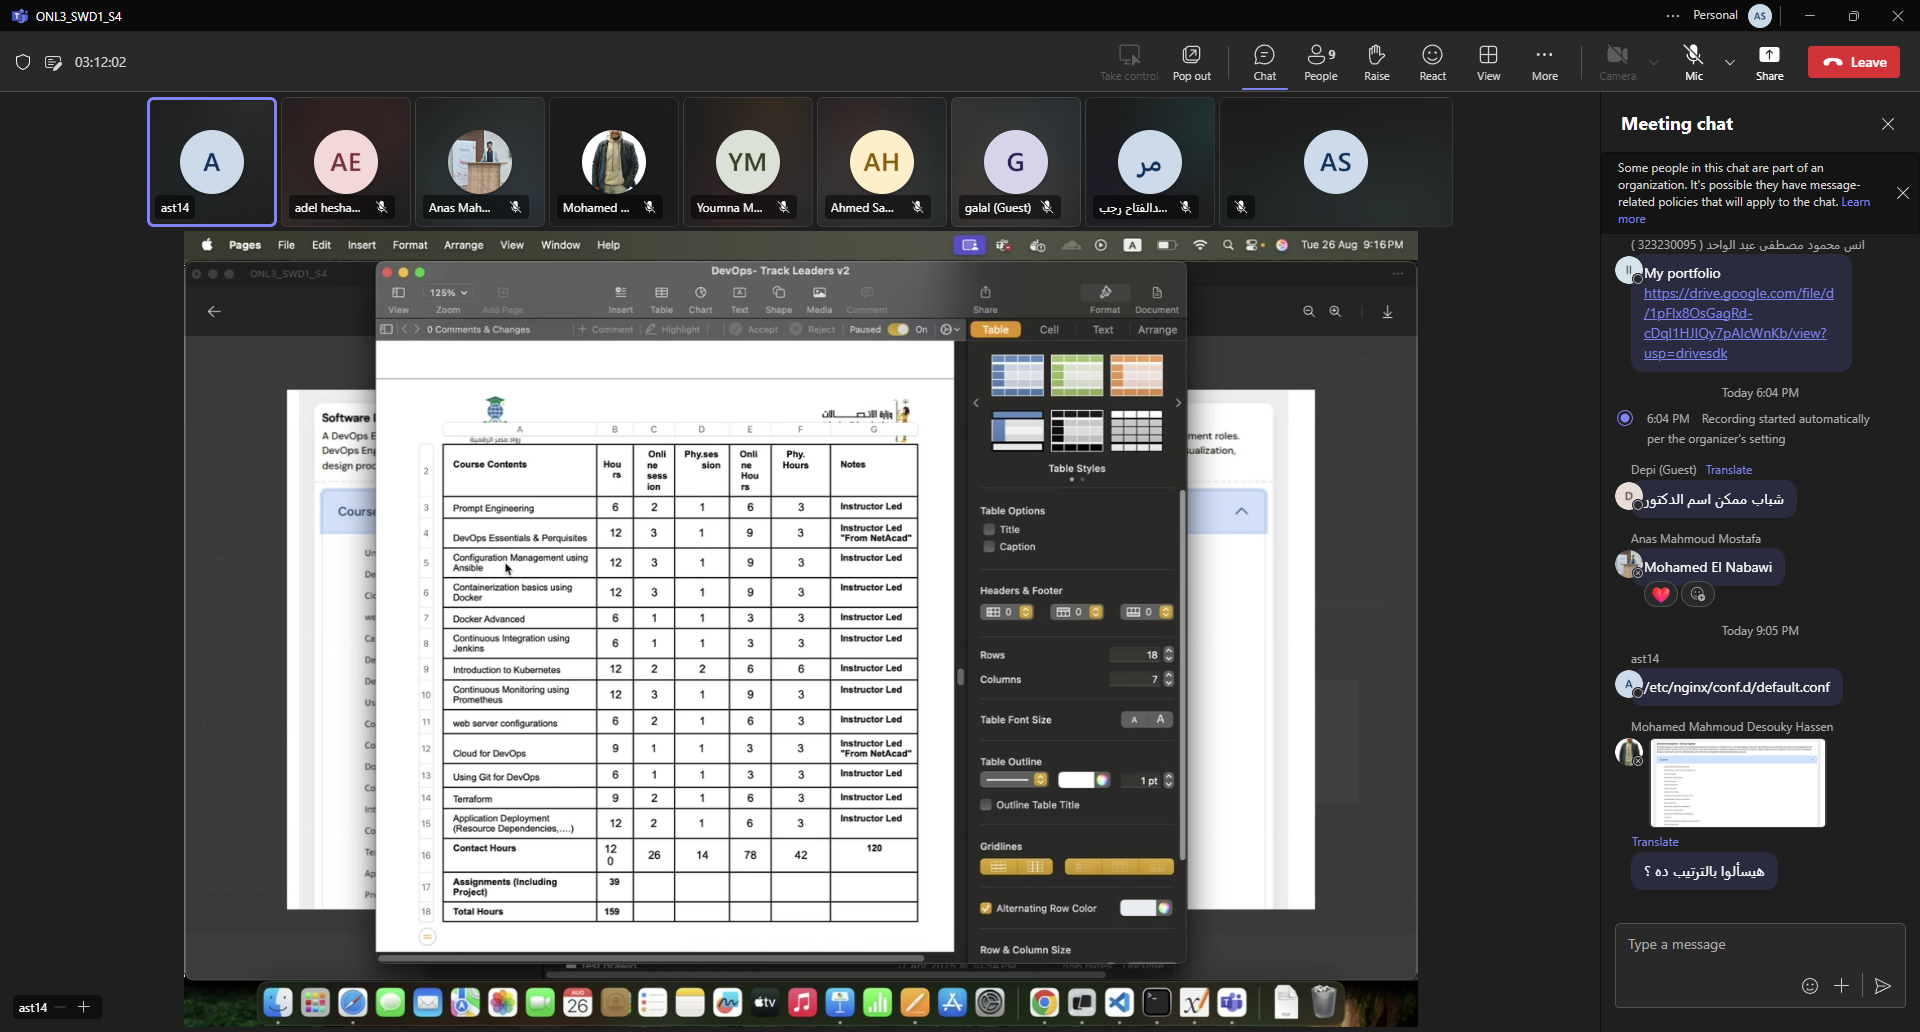 ONL3_SWD1_S4
Personal
AS
03:12:02
Take control
Pop out
Chat
9
People
Raise
React
View
More
Camera
Mic
Share
Leave
A
ast14
AE
adel hesha...
Anas Mah...
Mohamed ...
YM
Youmna M...
AH
Ahmed Sa...
G
galal (Guest)
مر
...دالفتاح رجب
AS
Pages File Edit Insert Format Arrange View Window Help
A
Tue 26 Aug 9:16PM
ONL3_SWD1_S4
DevOps- Track Leaders v2
125%
View Zoom Add Page Insert Table Chart Text Shape Media Comment Share Format Document
0 Comments & Changes
Comment
Highlight
Accept
Reject
Paused
On
Table Cell Text Arrange
Software
A DevOps E
DevOps Eng
design proc
Course
ment roles.
ualization,
وزارة الاتصـــــالات
رواد مصر الرقمية
A B C D E F G
2 Course Contents Hours Online session Phy.session Online Hours Phy. Hours Notes
3 Prompt Engineering 6 2 1 6 3 Instructor Led
4 DevOps Essentials & Perquisites 12 3 1 9 3 Instructor Led "From NetAcad"
5 Configuration Management using Ansible 12 3 1 9 3 Instructor Led
6 Containerization basics using Docker 12 3 1 9 3 Instructor Led
7 Docker Advanced 6 1 1 3 3 Instructor Led
8 Continuous Integration using Jenkins 6 1 1 3 3 Instructor Led
9 Introduction to Kubernetes 12 2 2 6 6 Instructor Led
10 Continuous Monitoring using Prometheus 12 3 1 9 3 Instructor Led
11 web server configurations 6 2 1 6 3 Instructor Led
12 Cloud for DevOps 9 1 1 3 3 Instructor Led "From NetAcad"
13 Using Git for DevOps 6 1 1 3 3 Instructor Led
14 Terraform 9 2 1 6 3 Instructor Led
15 Application Deployment (Resource Dependencies,....) 12 2 1 6 3 Instructor Led
16 Contact Hours 120 26 14 78 42 120
17 Assignments (Including Project) 39
18 Total Hours 159
Table Styles
Table Options
Title
Caption
Headers & Footer
0 0 0
Rows 18
Columns 7
Table Font Size A A
Table Outline
1 pt
Outline Table Title
Gridlines
Alternating Row Color
Row & Column Size
AUG
26
tv
ast14
Meeting chat
Some people in this chat are part of an
organization. It's possible they have message-
related policies that will apply to the chat. Learn
more
انس محمود مصطفى عبد الواحد ( 323230095 )
My portfolio
https://drive.google.com/file/d
/1pFlx8OsGagRd-
cDql1HJlQy7pAlcWnKb/view?
usp=drivesdk
Today 6:04 PM
6:04 PM Recording started automatically
per the organizer's setting
Depi (Guest) Translate
D
شباب ممكن اسم الدكتور
Anas Mahmoud Mostafa
Mohamed El Nabawi
Today 9:05 PM
ast14
A
/etc/nginx/conf.d/default.conf
Mohamed Mahmoud Desouky Hassen
Translate
هيسألوا بالترتيب ده ؟
Type a message